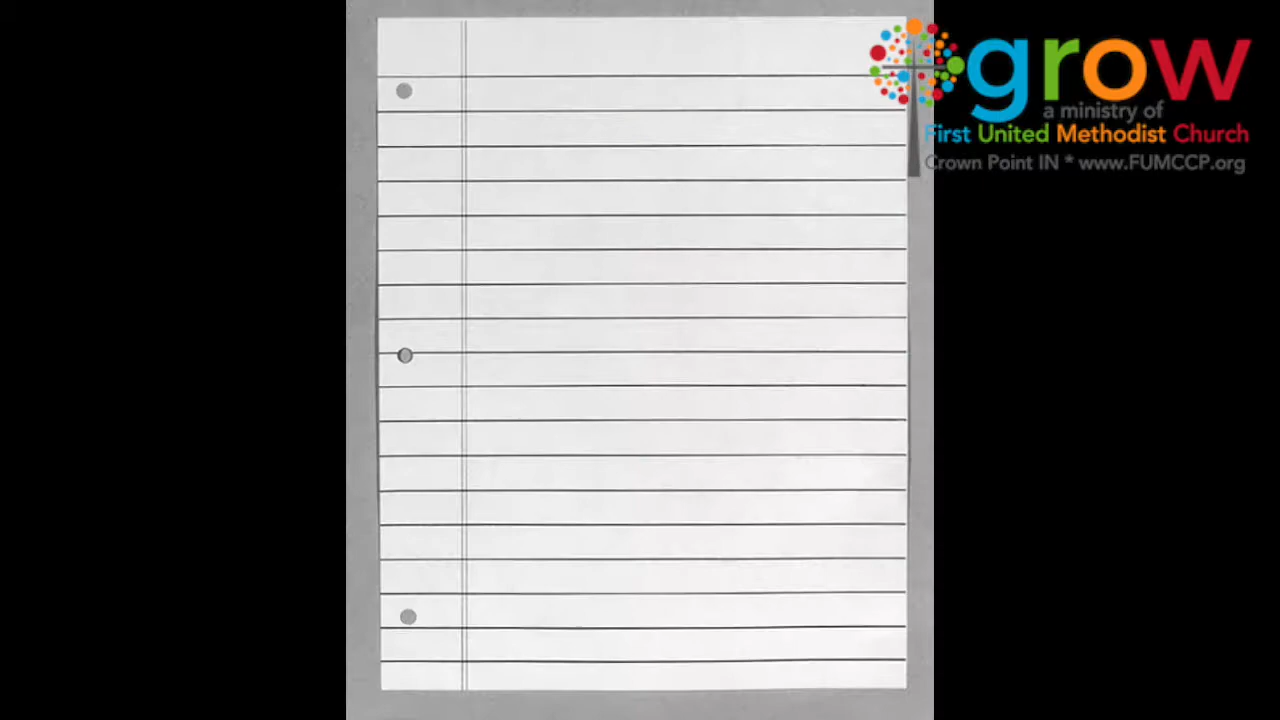 grow
a ministry of
First United Methodist Church
Crown Point IN * www.FUMCCP.org